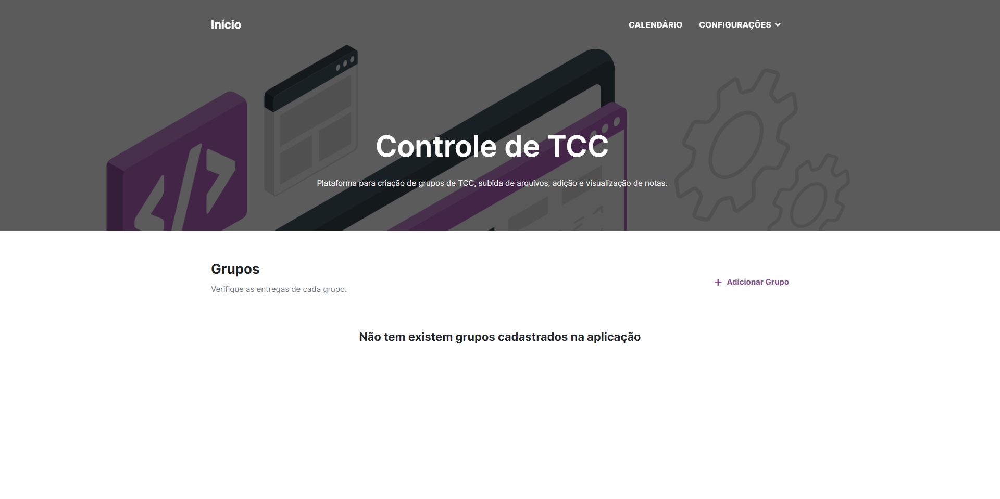 Início
CALENDÁRIO
CONFIGURAÇÕES
Controle de TCC
Plataforma para criação de grupos de TCC, subida de arquivos, adição e visualização de notas.
Grupos
Verifique as entregas de cada grupo.
Adicionar Grupo
Não tem existem grupos cadastrados na aplicação